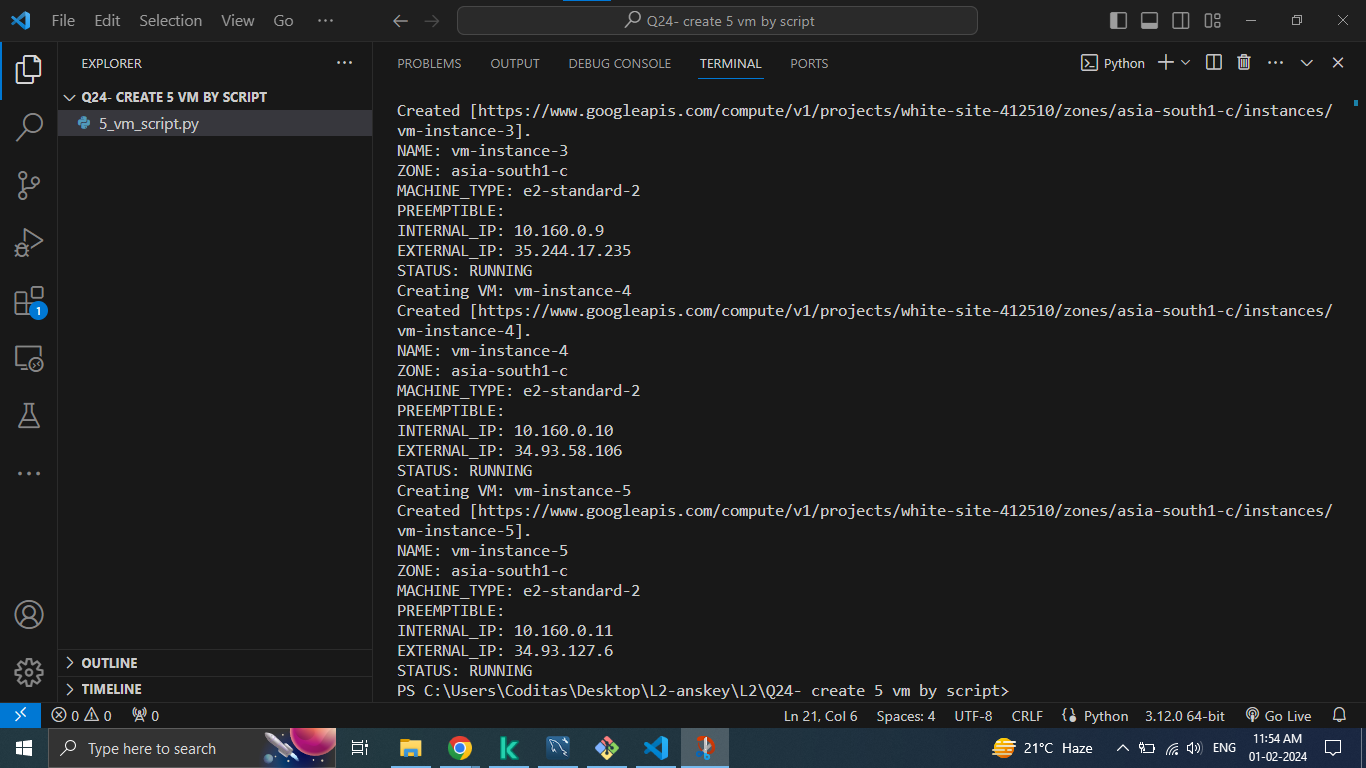 File Edit Selection View Go ···
Q24- create 5 vm by script
EXPLORER
Q24- CREATE 5 VM BY SCRIPT
5_vm_script.py
1
OUTLINE
TIMELINE
PROBLEMS OUTPUT DEBUG CONSOLE TERMINAL PORTS
Python
Created [https://www.googleapis.com/compute/v1/projects/white-site-412510/zones/asia-south1-c/instances/
vm-instance-3].
NAME: vm-instance-3
ZONE: asia-south1-c
MACHINE_TYPE: e2-standard-2
PREEMPTIBLE:
INTERNAL_IP: 10.160.0.9
EXTERNAL_IP: 35.244.17.235
STATUS: RUNNING
Creating VM: vm-instance-4
Created [https://www.googleapis.com/compute/v1/projects/white-site-412510/zones/asia-south1-c/instances/
vm-instance-4].
NAME: vm-instance-4
ZONE: asia-south1-c
MACHINE_TYPE: e2-standard-2
PREEMPTIBLE:
INTERNAL_IP: 10.160.0.10
EXTERNAL_IP: 34.93.58.106
STATUS: RUNNING
Creating VM: vm-instance-5
Created [https://www.googleapis.com/compute/v1/projects/white-site-412510/zones/asia-south1-c/instances/
vm-instance-5].
NAME: vm-instance-5
ZONE: asia-south1-c
MACHINE_TYPE: e2-standard-2
PREEMPTIBLE:
INTERNAL_IP: 10.160.0.11
EXTERNAL_IP: 34.93.127.6
STATUS: RUNNING
PS C:\Users\Coditas\Desktop\L2-anskey\L2\Q24- create 5 vm by script>
0 0 0 Ln 21, Col 6 Spaces: 4 UTF-8 CRLF Python 3.12.0 64-bit Go Live
Type here to search
21°C Haze
ENG
11:54 AM
01-02-2024